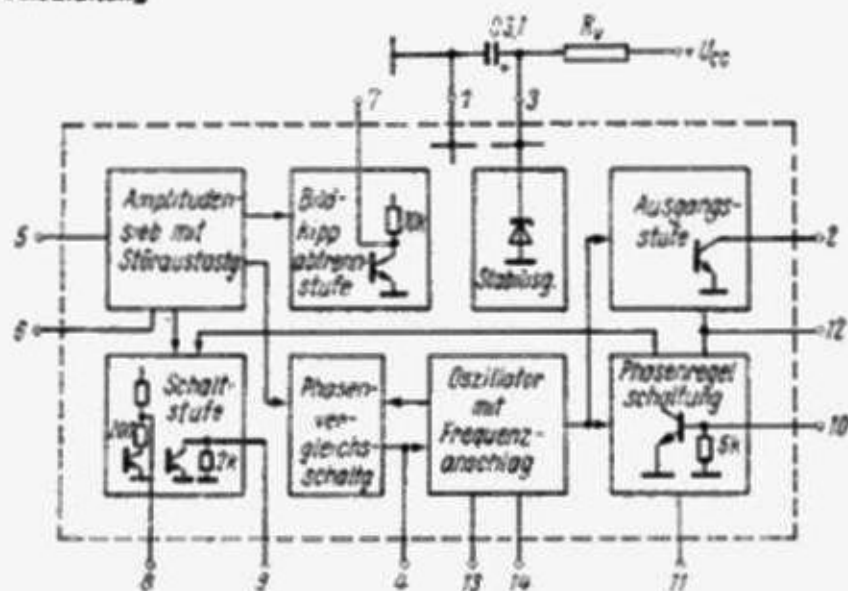 R_v
U_CC
7
1
3
Amplituden-
sieb mit
Störaustastg.
Bild-
kipp
abtrenn
stufe
10k
Stabilisg.
Ausgangs-
stufe
5
2
6
12
Schalt-
stufe
2k
Phasen-
ver-
gleichs-
schaltg
Oszillator
mit
Frequenz-
anschlag
Phasenregel
schaltung
5k
10
8
9
4
13
14
11